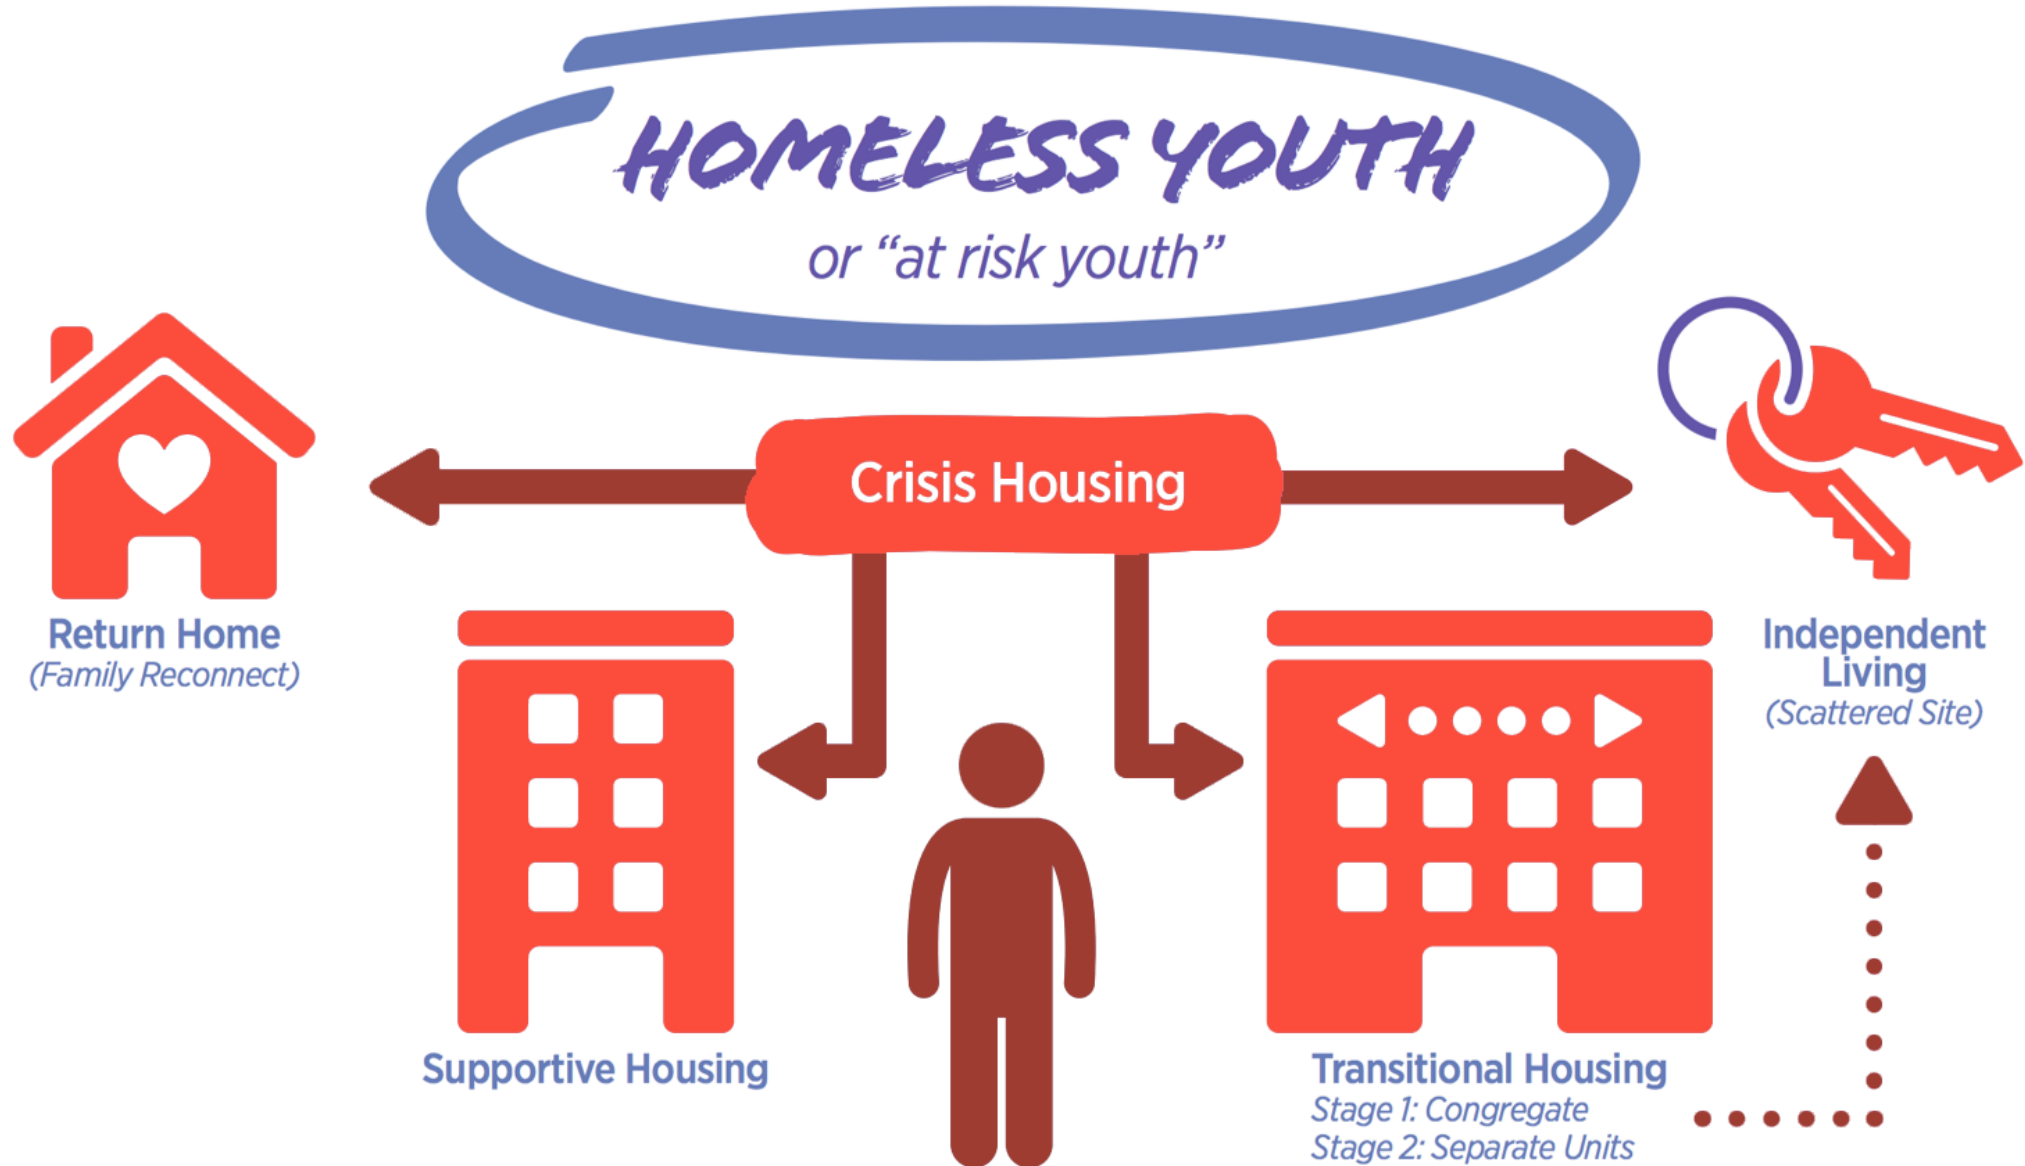 HOMELESS YOUTH
or “at risk youth”
Crisis Housing
Return Home
(Family Reconnect)
Independent
Living
(Scattered Site)
Supportive Housing
Transitional Housing
Stage 1: Congregate
Stage 2: Separate Units